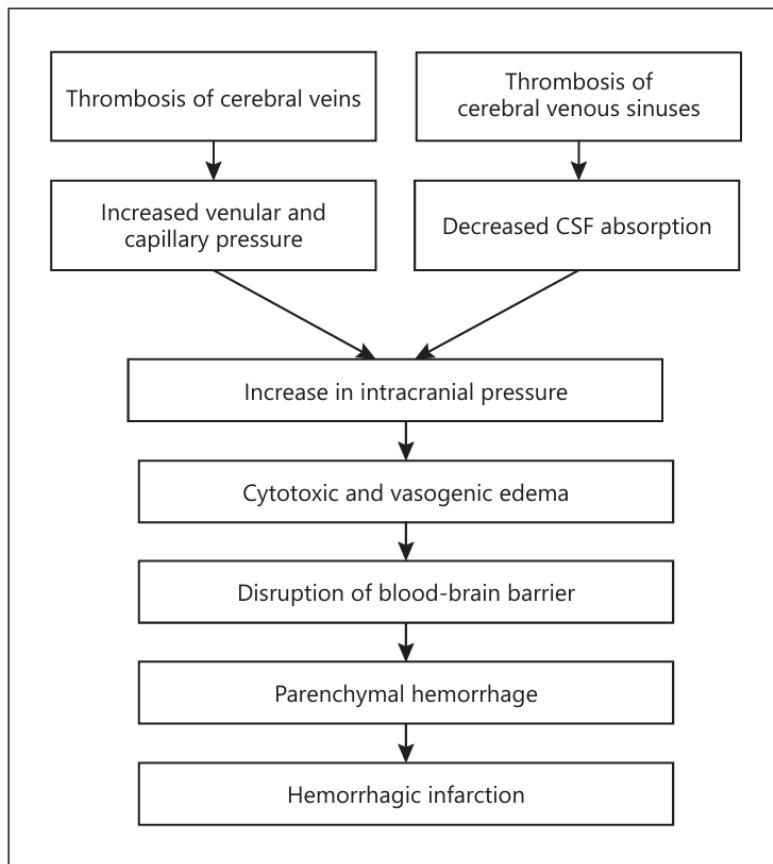 Thrombosis of cerebral veins
Thrombosis of
cerebral venous sinuses
Increased venular and
capillary pressure
Decreased CSF absorption
Increase in intracranial pressure
Cytotoxic and vasogenic edema
Disruption of blood-brain barrier
Parenchymal hemorrhage
Hemorrhagic infarction